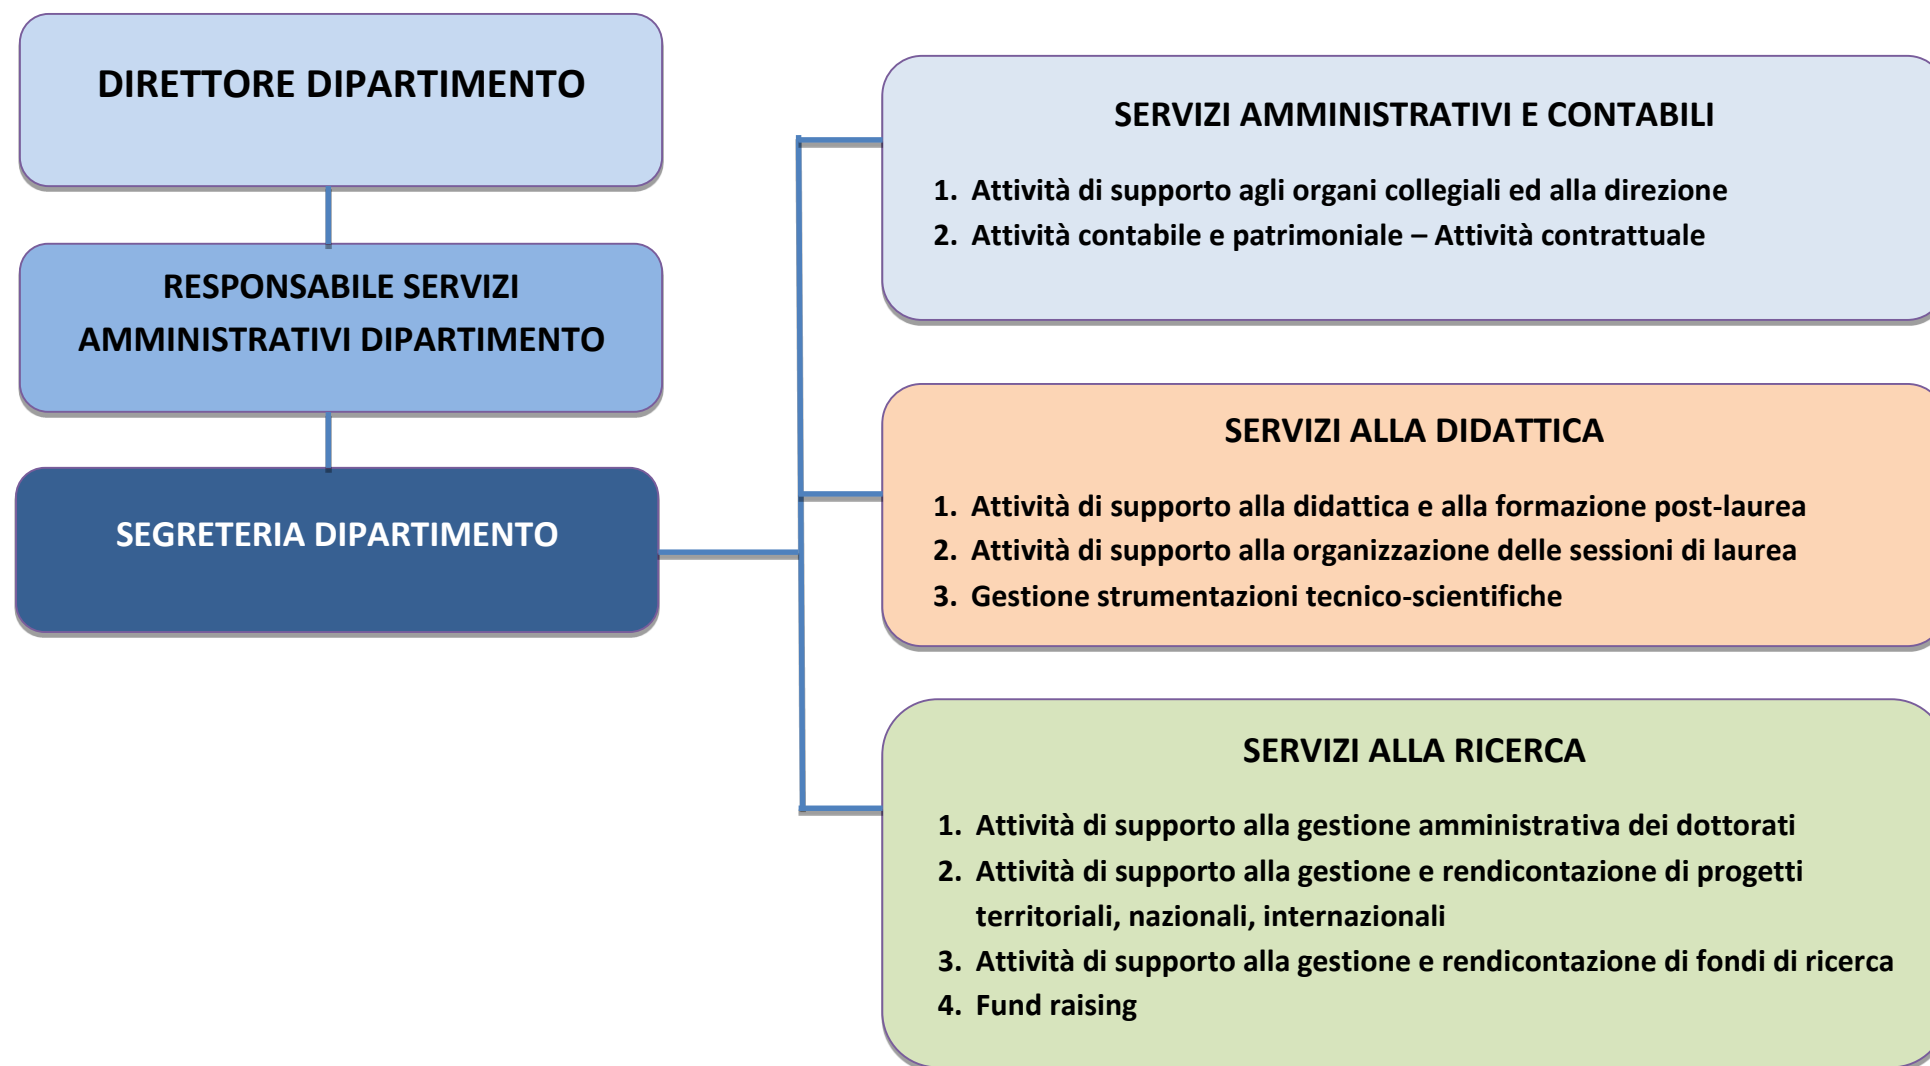 DIRETTORE DIPARTIMENTO
RESPONSABILE SERVIZI
AMMINISTRATIVI DIPARTIMENTO
SEGRETERIA DIPARTIMENTO
SERVIZI AMMINISTRATIVI E CONTABILI
1. Attività di supporto agli organi collegiali ed alla direzione
2. Attività contabile e patrimoniale – Attività contrattuale
SERVIZI ALLA DIDATTICA
1. Attività di supporto alla didattica e alla formazione post-laurea
2. Attività di supporto alla organizzazione delle sessioni di laurea
3. Gestione strumentazioni tecnico-scientifiche
SERVIZI ALLA RICERCA
1. Attività di supporto alla gestione amministrativa dei dottorati
2. Attività di supporto alla gestione e rendicontazione di progetti
territoriali, nazionali, internazionali
3. Attività di supporto alla gestione e rendicontazione di fondi di ricerca
4. Fund raising